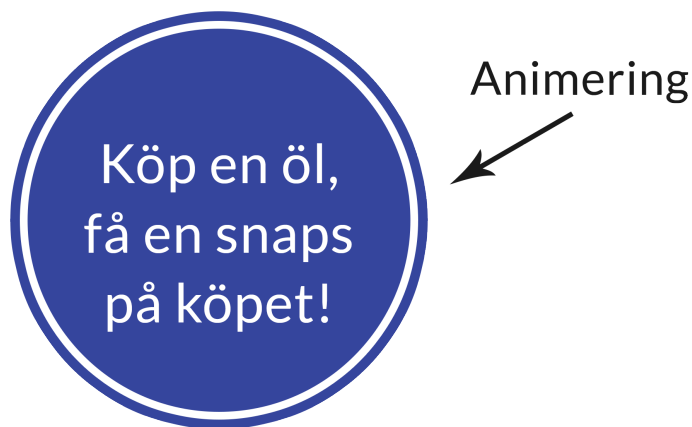 Animering
Köp en öl,
få en snaps
på köpet!